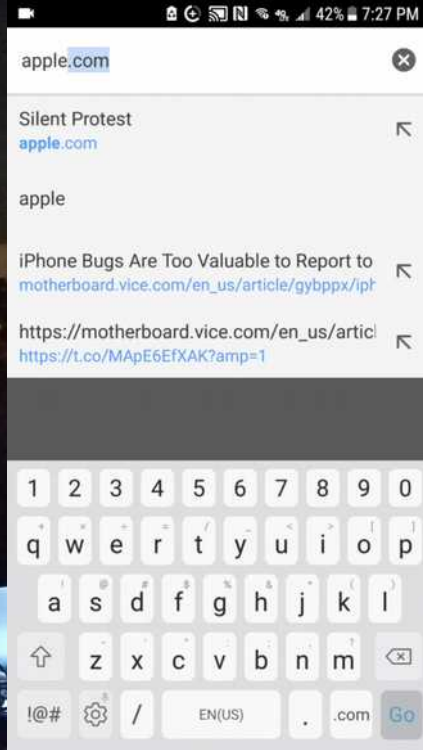 42% 7:27 PM
apple.com
Silent Protest
apple.com
apple
iPhone Bugs Are Too Valuable to Report to
motherboard.vice.com/en_us/article/gybppx/iph
https://motherboard.vice.com/en_us/articl
https://t.co/MApE6EfXAK?amp=1
1 2 3 4 5 6 7 8 9 0
q w e r t y u i o p
a s d f g h j k l
z x c v b n m
!@# / EN(US) . .com Go